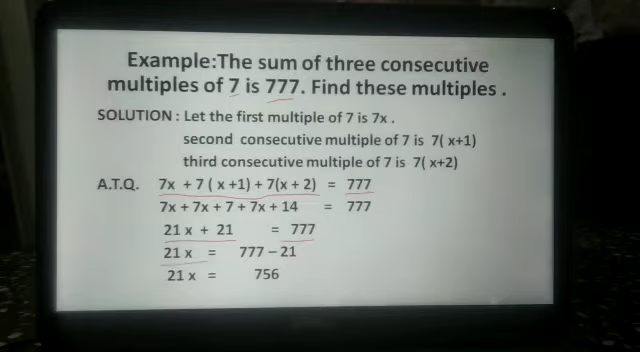 Example:The sum of three consecutive
multiples of 7 is 777. Find these multiples .
SOLUTION : Let the first multiple of 7 is 7x .
second consecutive multiple of 7 is 7( x+1)
third consecutive multiple of 7 is 7( x+2)
A.T.Q. 7x + 7 ( x +1) + 7(x + 2) = 777
7x + 7x + 7 + 7x + 14 = 777
21 x + 21 = 777
21 x = 777 – 21
21 x = 756